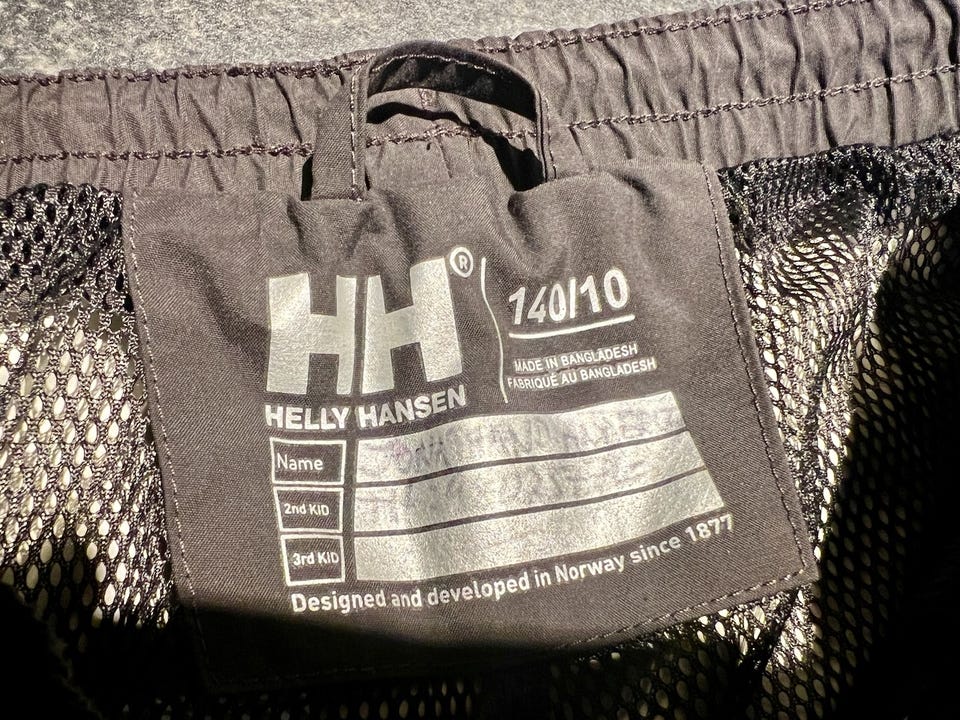 HH®
HELLY HANSEN
140/10
MADE IN BANGLADESH
FABRIQUÉ AU BANGLADESH
Name
2nd KID
3rd KID
Designed and developed in Norway since 1877